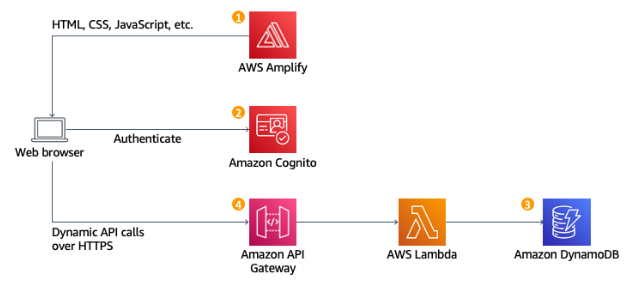 HTML, CSS, JavaScript, etc.
1
AWS Amplify
2
Web browser
Authenticate
Amazon Cognito
4
3
Dynamic API calls
over HTTPS
Amazon API
Gateway
AWS Lambda
Amazon DynamoDB